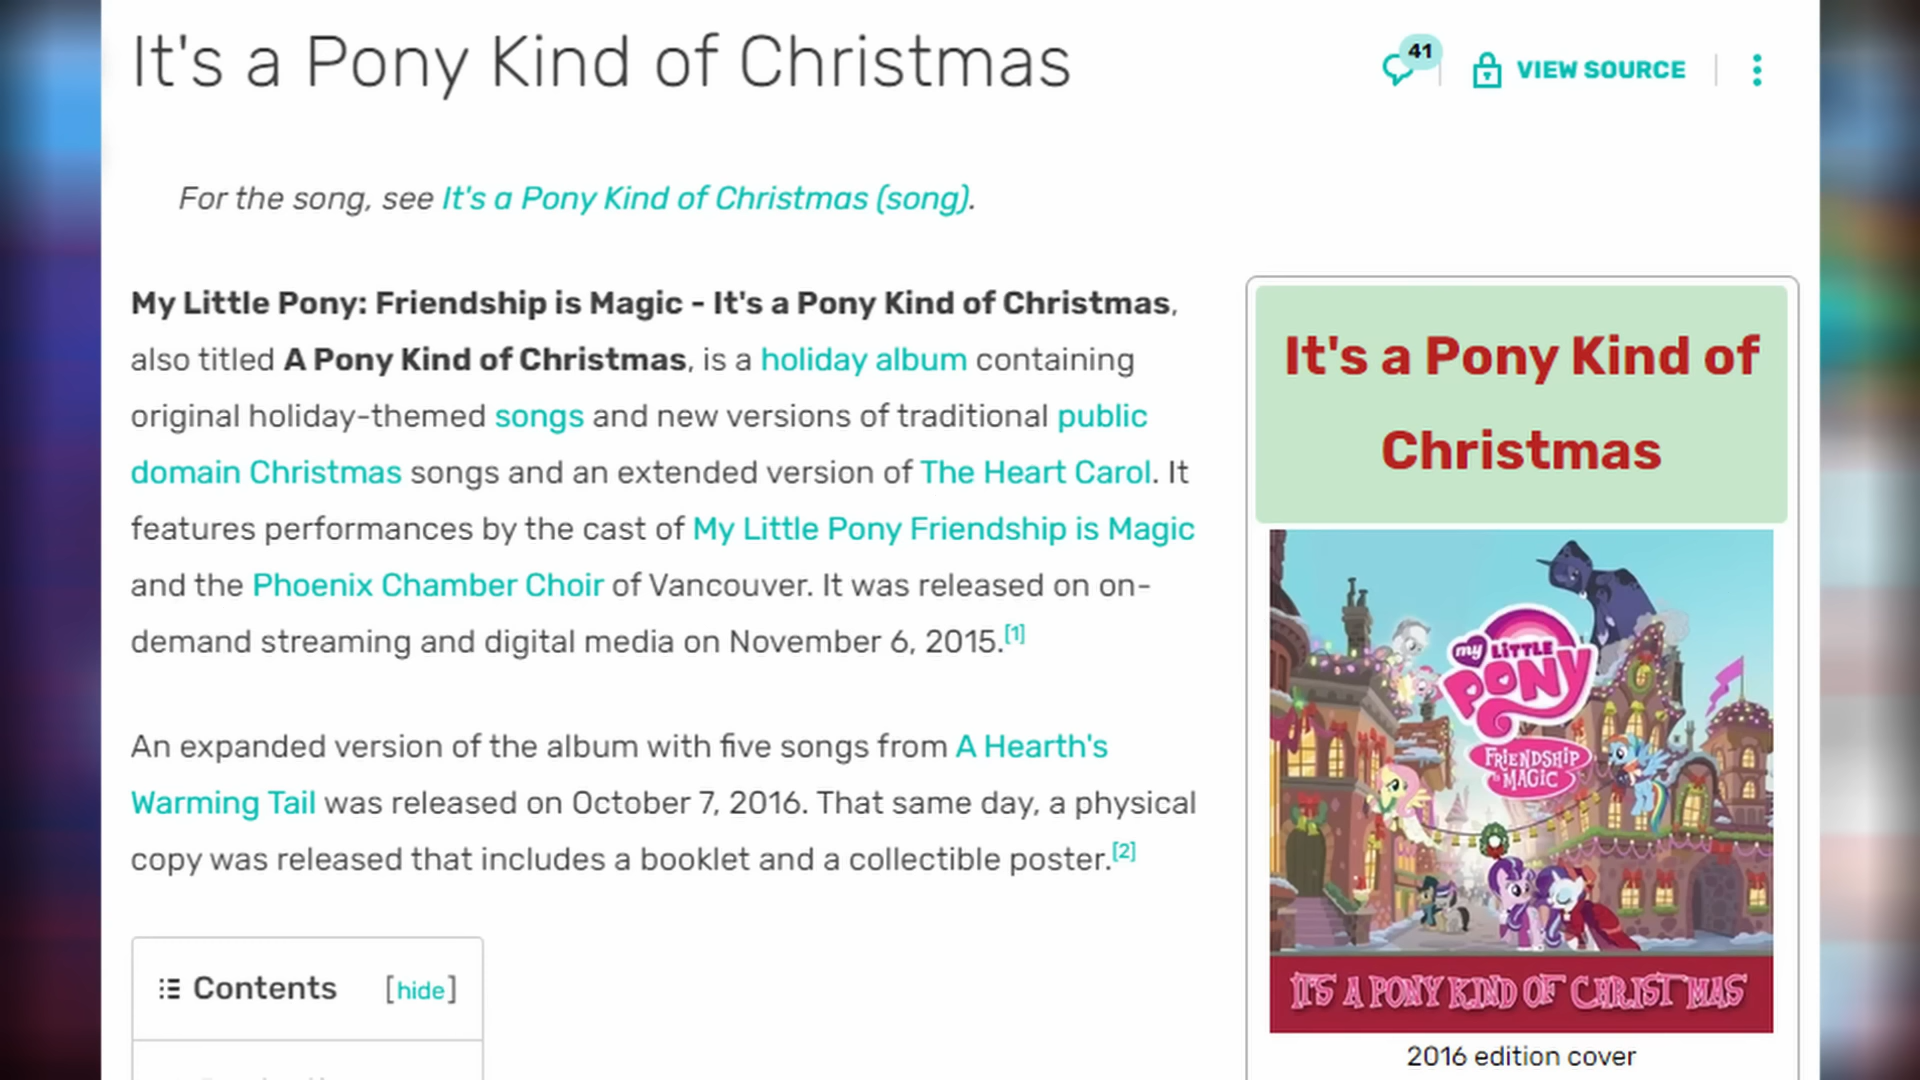 It's a Pony Kind of Christmas
41
VIEW SOURCE
For the song, see It's a Pony Kind of Christmas (song).
My Little Pony: Friendship is Magic - It's a Pony Kind of Christmas,
also titled A Pony Kind of Christmas, is a holiday album containing
original holiday-themed songs and new versions of traditional public
domain Christmas songs and an extended version of The Heart Carol. It
features performances by the cast of My Little Pony Friendship is Magic
and the Phoenix Chamber Choir of Vancouver. It was released on on-
demand streaming and digital media on November 6, 2015.[1]
An expanded version of the album with five songs from A Hearth's
Warming Tail was released on October 7, 2016. That same day, a physical
copy was released that includes a booklet and a collectible poster.[2]
Contents [hide]
It's a Pony Kind of
Christmas
my LITTLE
PONY
FRIENDSHIP
is MAGIC
IT'S A PONY KIND OF CHRISTMAS
2016 edition cover